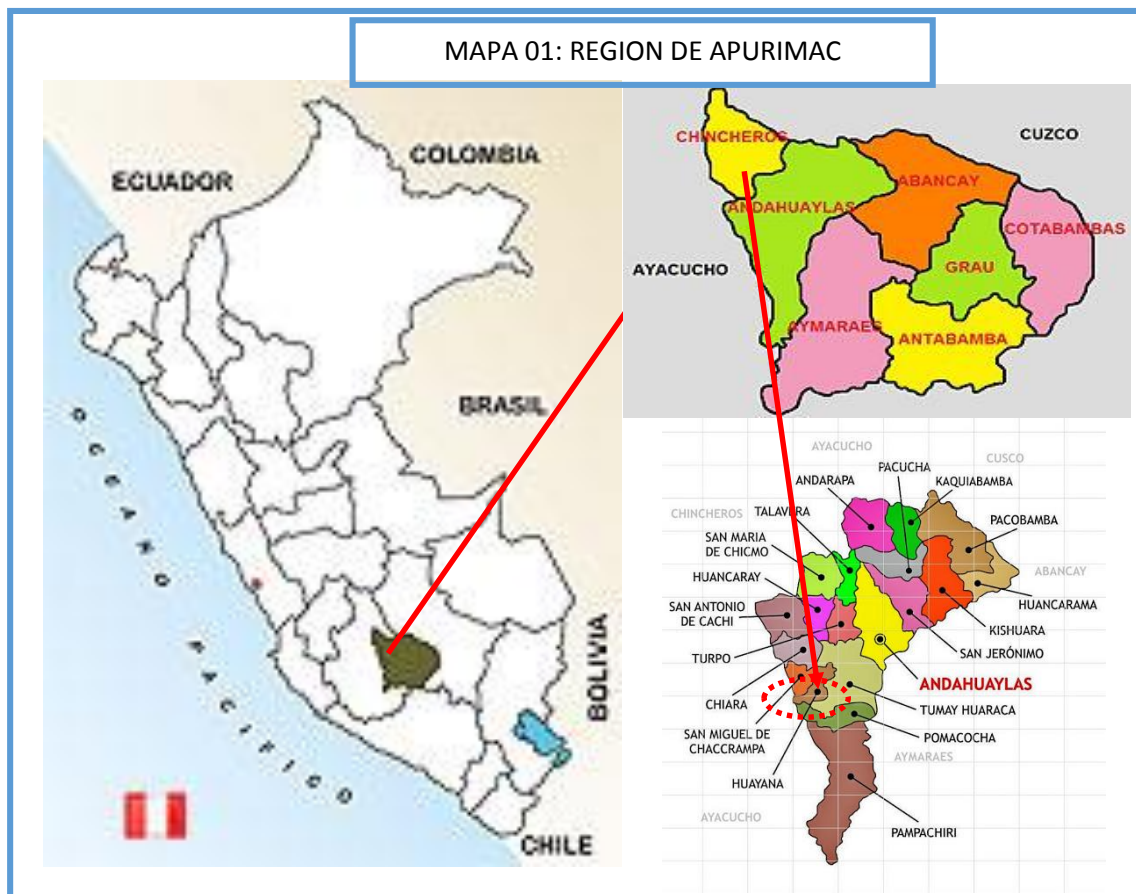 MAPA 01: REGION DE APURIMAC
COLOMBIA
ECUADOR
BRASIL
OCEANO PACIFICO
BOLIVIA
CHILE
CHINCHEROS
CUZCO
ABANCAY
ANDAHUAYLAS
COTABAMBAS
GRAU
AYACUCHO
AYMARAES
ANTABAMBA
AYACUCHO
PACUCHA
CUSCO
ANDARAPA
KAQUIABAMBA
CHINCHEROS
TALAVERA
PACOBAMBA
SAN MARIA
DE CHICMO
ABANCAY
HUANCARAY
HUANCARAMA
SAN ANTONIO
DE CACHI
KISHUARA
TURPO
SAN JERÓNIMO
ANDAHUAYLAS
CHIARA
TUMAY HUARACA
SAN MIGUEL DE
CHACCRAMPA
POMACOCHA
AYMARAES
HUAYANA
AYACUCHO
PAMPACHIRI